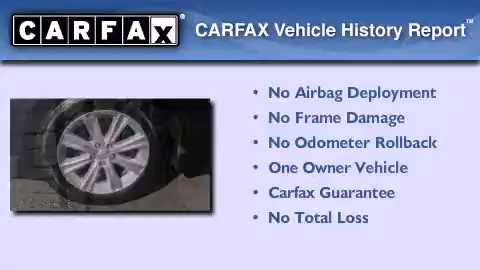 CARFAX® CARFAX Vehicle History Report™
• No Airbag Deployment
• No Frame Damage
• No Odometer Rollback
• One Owner Vehicle
• Carfax Guarantee
• No Total Loss